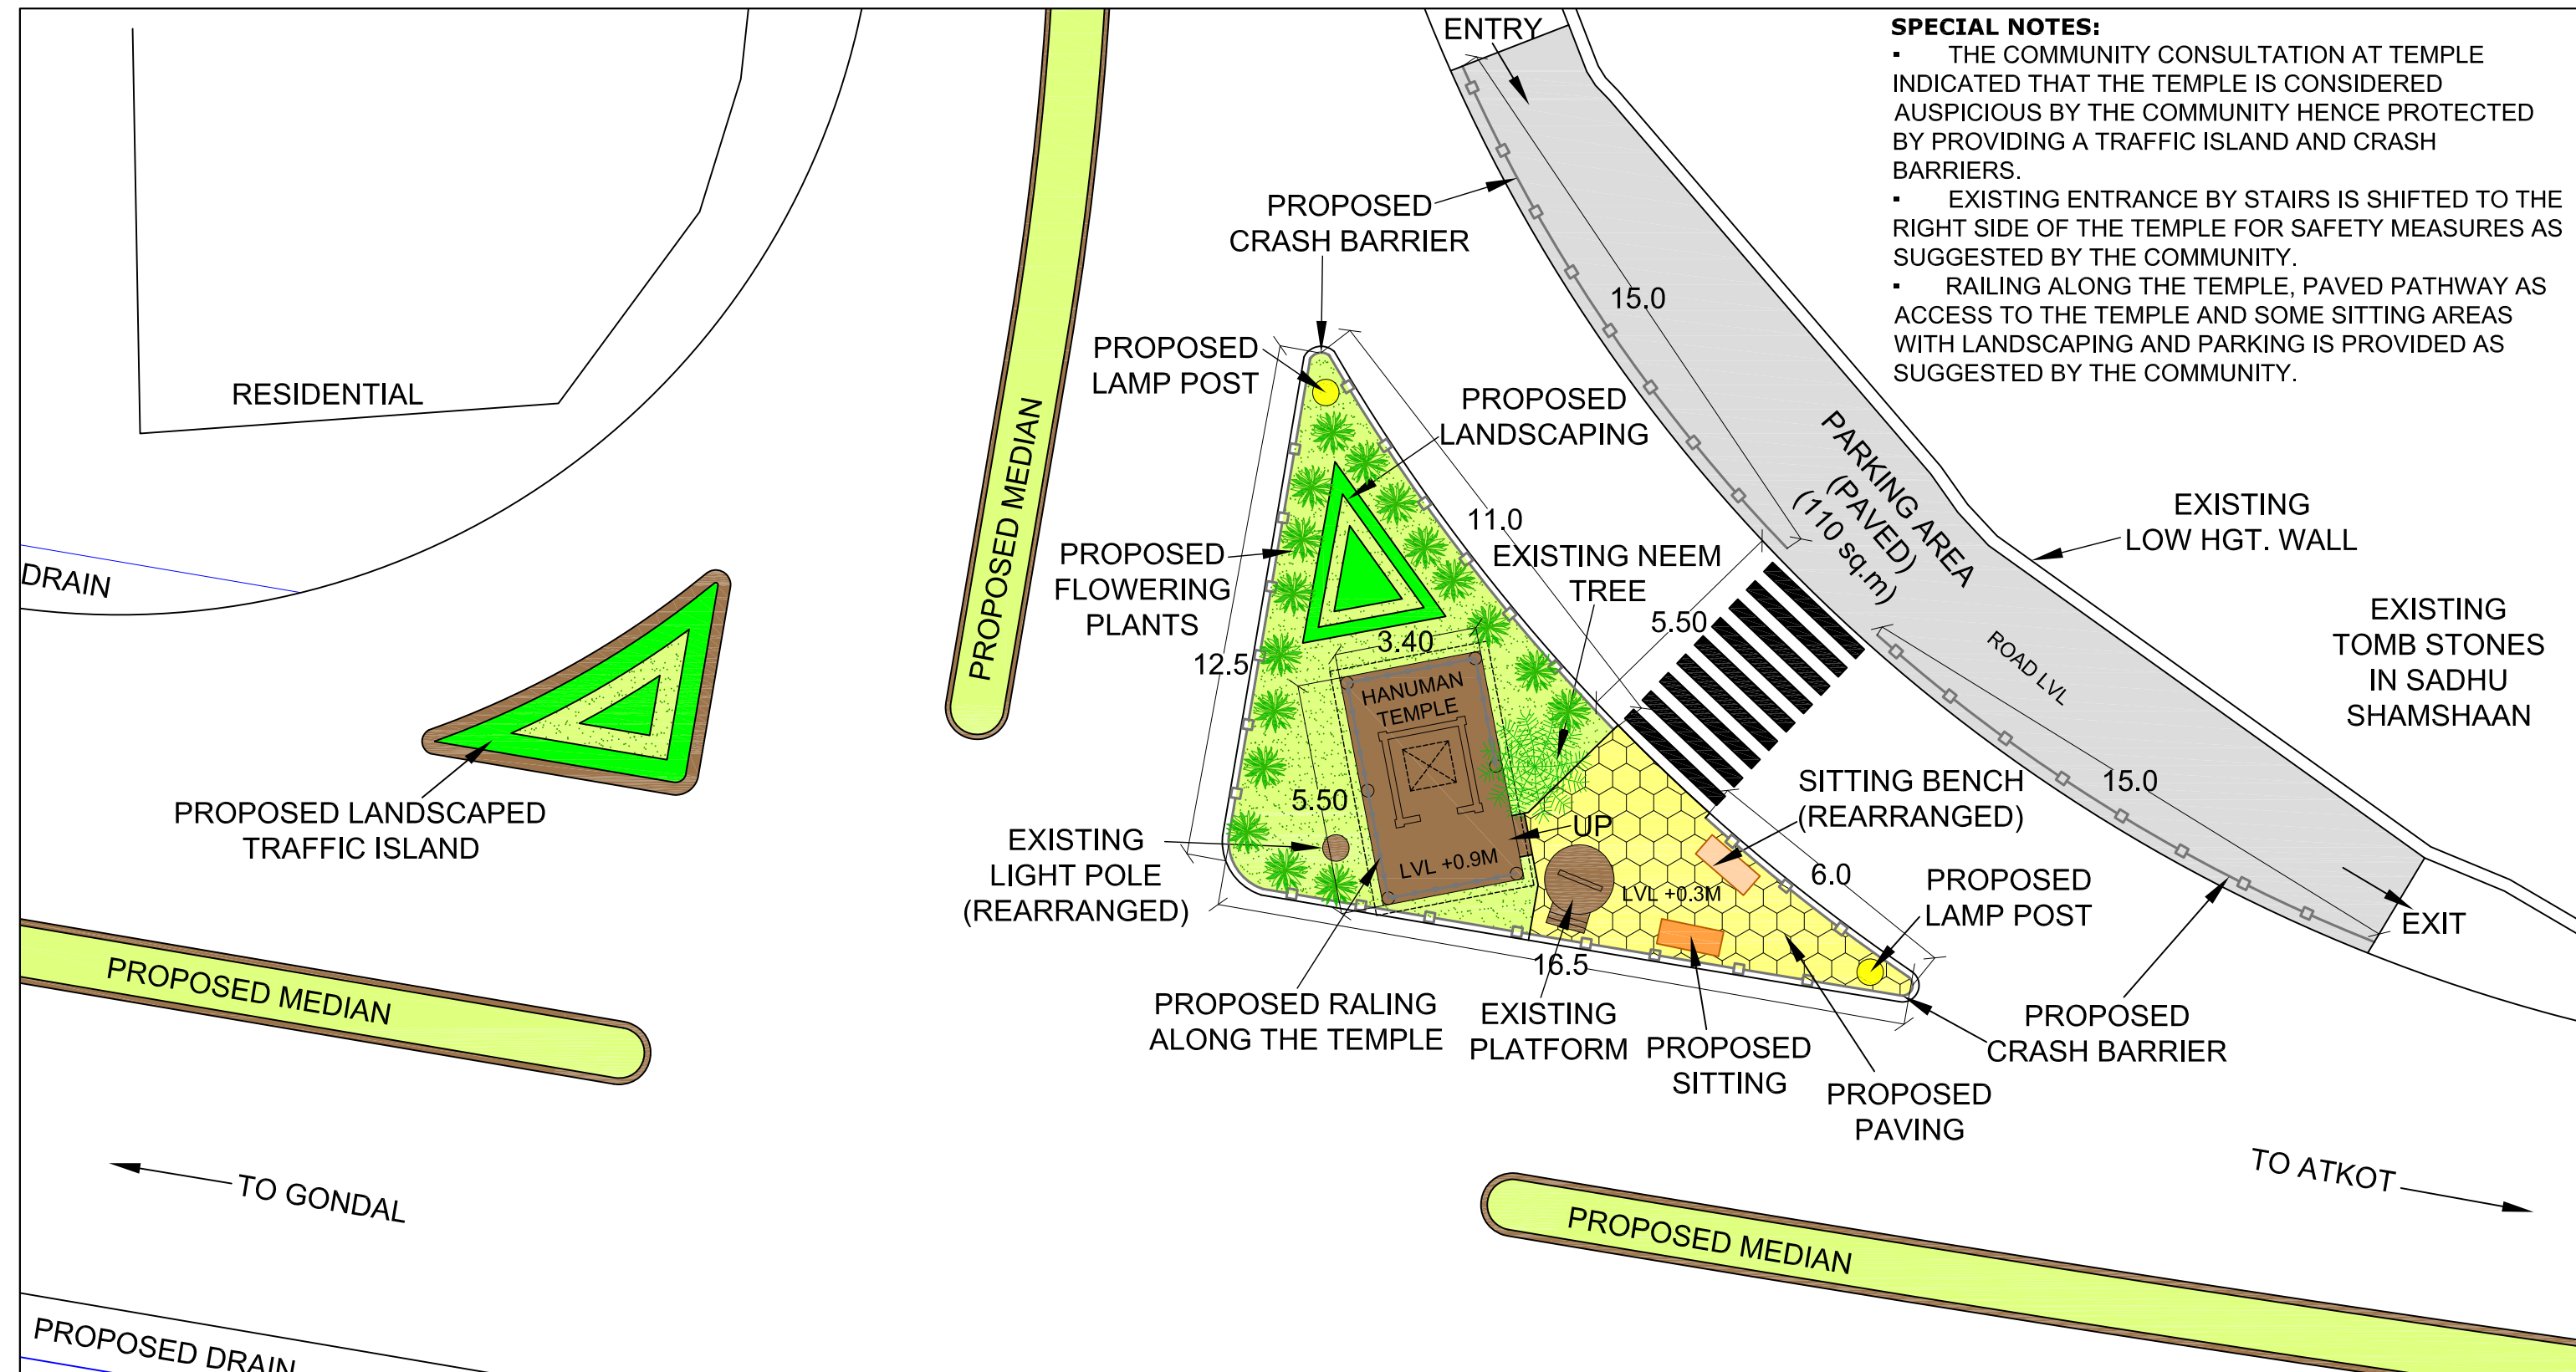 SPECIAL NOTES:
▪ THE COMMUNITY CONSULTATION AT TEMPLE
INDICATED THAT THE TEMPLE IS CONSIDERED
AUSPICIOUS BY THE COMMUNITY HENCE PROTECTED
BY PROVIDING A TRAFFIC ISLAND AND CRASH
BARRIERS.
▪ EXISTING ENTRANCE BY STAIRS IS SHIFTED TO THE
RIGHT SIDE OF THE TEMPLE FOR SAFETY MEASURES AS
SUGGESTED BY THE COMMUNITY.
▪ RAILING ALONG THE TEMPLE, PAVED PATHWAY AS
ACCESS TO THE TEMPLE AND SOME SITTING AREAS
WITH LANDSCAPING AND PARKING IS PROVIDED AS
SUGGESTED BY THE COMMUNITY.
ENTRY
PROPOSED
CRASH BARRIER
15.0
PROPOSED
LAMP POST
RESIDENTIAL
PROPOSED MEDIAN
PROPOSED
LANDSCAPING
PARKING AREA
(PAVED)
(110 sq.m)
EXISTING
LOW HGT. WALL
11.0
EXISTING NEEM
TREE
PROPOSED
FLOWERING
PLANTS
DRAIN
5.50
EXISTING
TOMB STONES
IN SADHU
SHAMSHAAN
ROAD LVL
3.40
12.5
HANUMAN
TEMPLE
SITTING BENCH
(REARRANGED)
15.0
5.50
UP
PROPOSED LANDSCAPED
TRAFFIC ISLAND
EXISTING
LIGHT POLE
(REARRANGED)
LVL +0.9M
LVL +0.3M
6.0
PROPOSED
LAMP POST
EXIT
16.5
PROPOSED MEDIAN
PROPOSED RALING
ALONG THE TEMPLE
EXISTING
PLATFORM
PROPOSED
SITTING
PROPOSED
CRASH BARRIER
PROPOSED
PAVING
TO GONDAL
TO ATKOT
PROPOSED MEDIAN
PROPOSED DRAIN